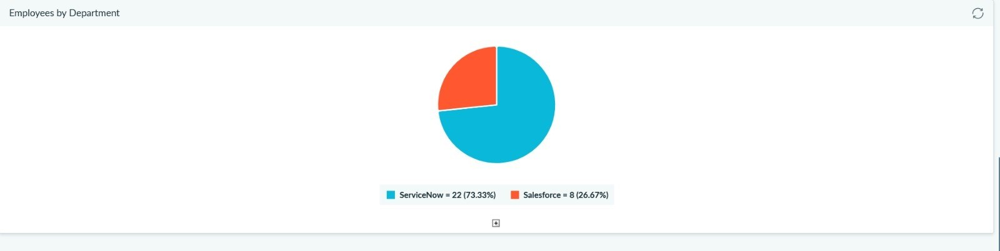 Employees by Department
ServiceNow = 22 (73.33%) Salesforce = 8 (26.67%)